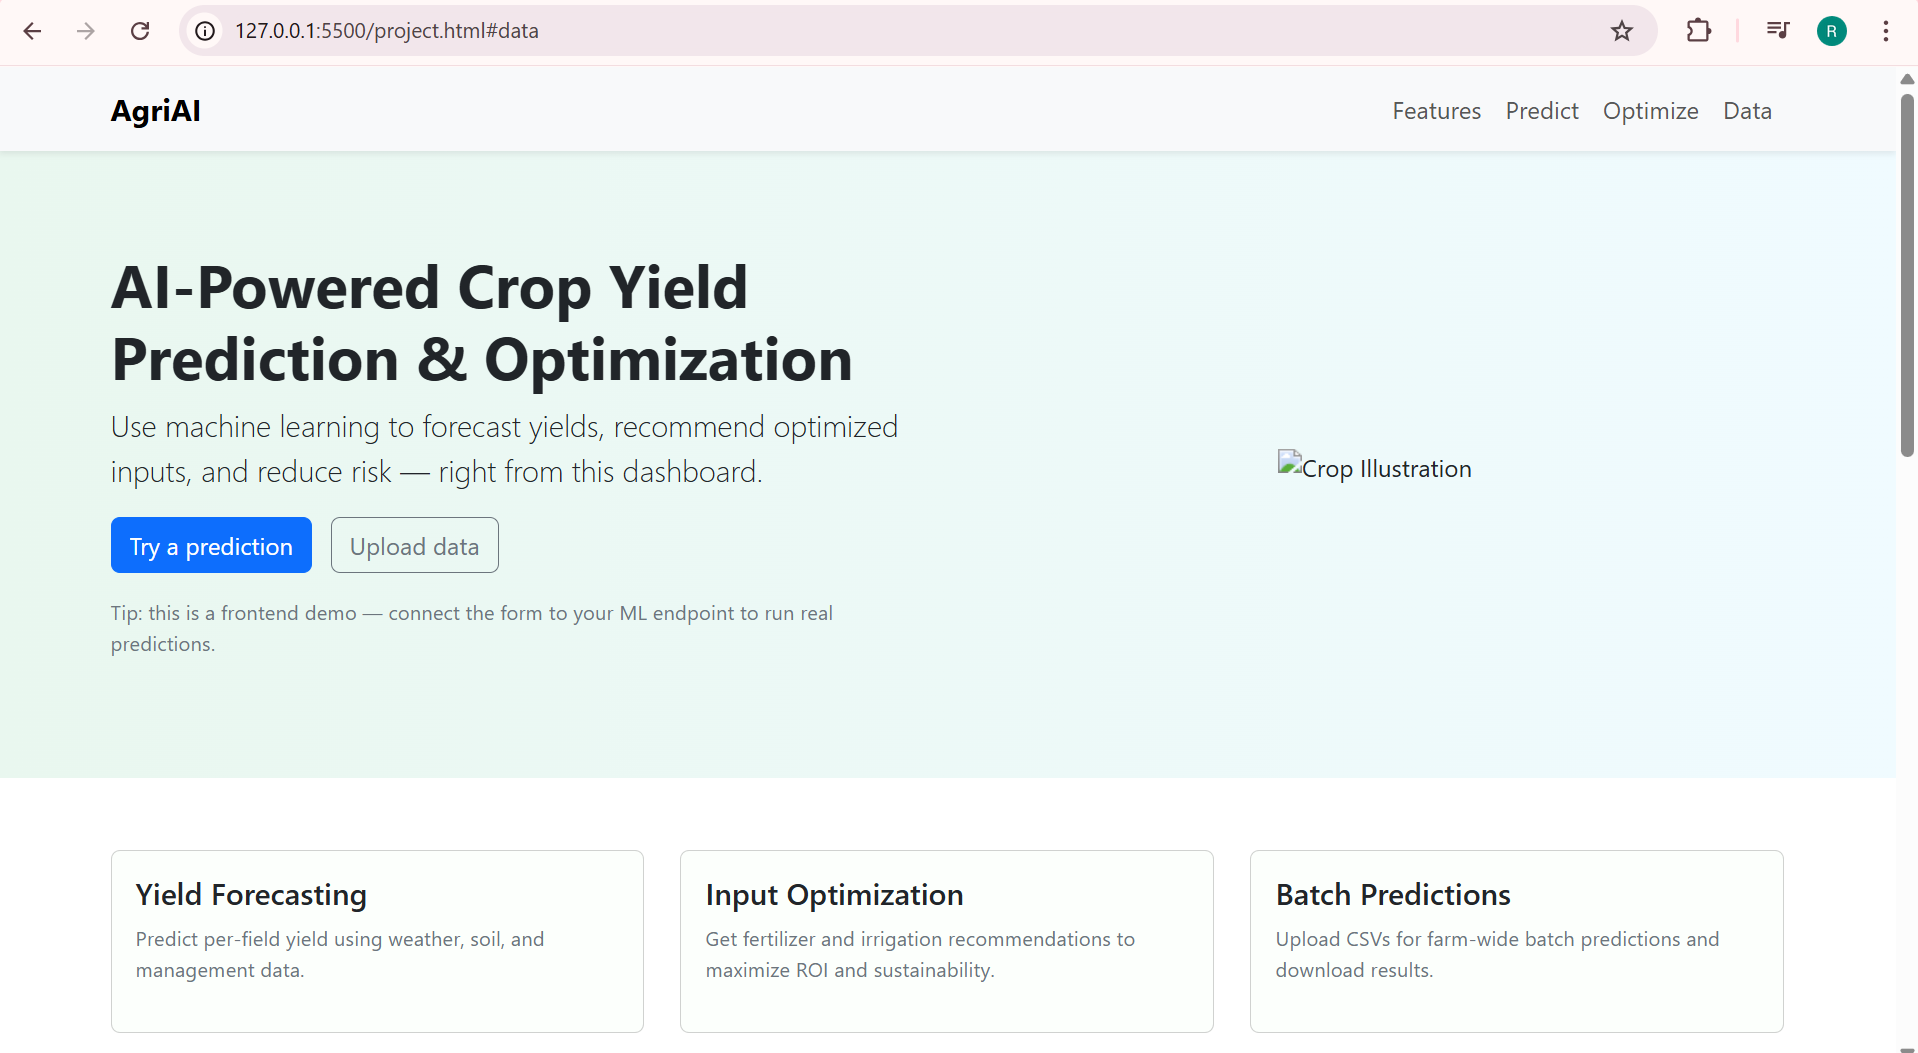 127.0.0.1:5500/project.html#data
R
AgriAI
Features Predict Optimize Data
AI-Powered Crop Yield
Prediction & Optimization
Use machine learning to forecast yields, recommend optimized
inputs, and reduce risk — right from this dashboard.
Crop Illustration
Try a prediction Upload data
Tip: this is a frontend demo — connect the form to your ML endpoint to run real
predictions.
Yield Forecasting
Predict per-field yield using weather, soil, and
management data.
Input Optimization
Get fertilizer and irrigation recommendations to
maximize ROI and sustainability.
Batch Predictions
Upload CSVs for farm-wide batch predictions and
download results.